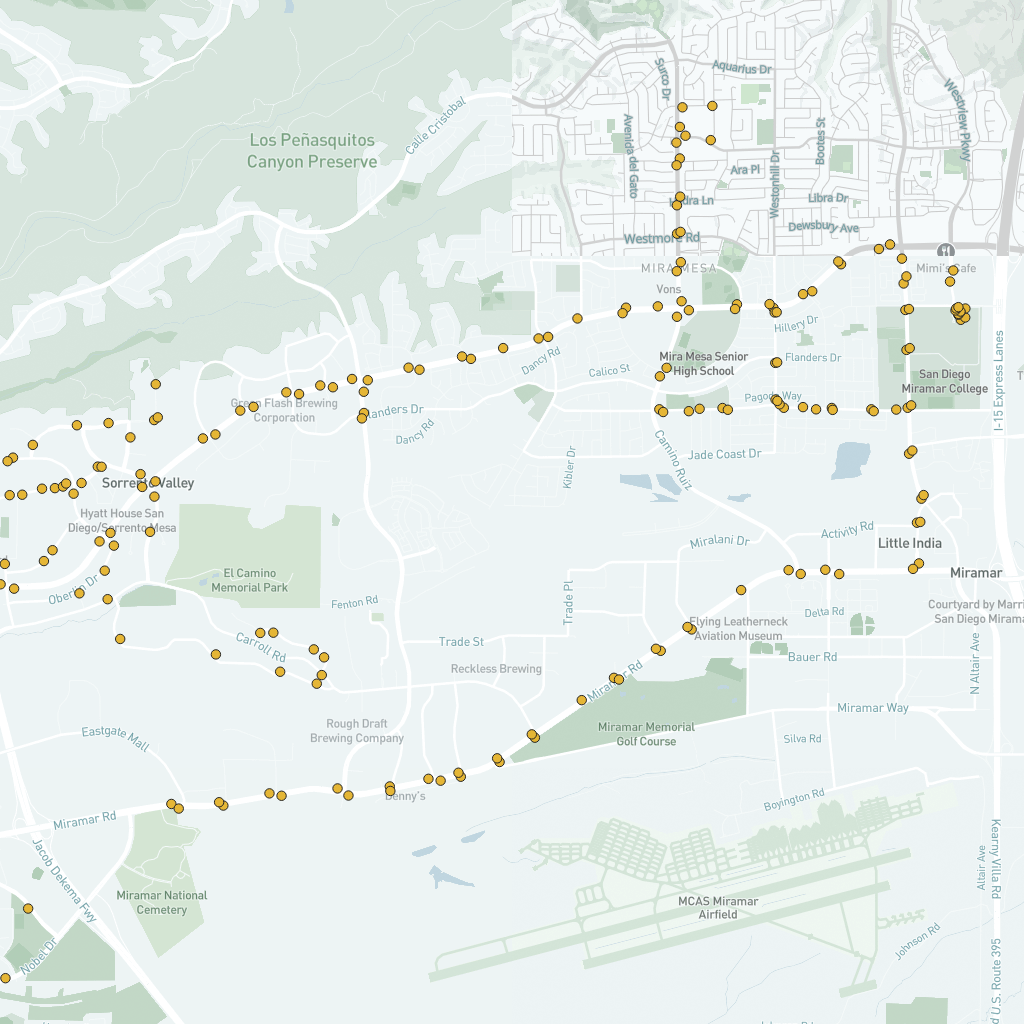 Aquarius Dr
Surco Dr
Westview Pkwy
Calle Cristobal
Los Peñasquitos
Canyon Preserve
Avenida del Gato
Bootes St
Ara Pl
Westonhill Dr
Libra Dr
Dewsbury Ave
Westmore Rd
MIRA MESA
Mimi's Cafe
Vons
Hillery Dr
Dancy Rd
Mira Mesa Senior
High School
Flanders Dr
Calico St
San Diego
Miramar College
I-15 Express Lanes
Green Flash Brewing
Corporation
Flanders Dr
Dancy Rd
Camino Ruiz
Kibler Dr
Jade Coast Dr
Sorrento Valley
Hyatt House San
Diego/Sorrento Mesa
Miralani Dr
Activity Rd
Little India
Miramar
El Camino
Memorial Park
Oberlin Dr
Fenton Rd
Trade Pl
Delta Rd
Courtyard by Marri
San Diego Mirama
Flying Leatherneck
Aviation Museum
Carroll Rd
Trade St
Reckless Brewing
Bauer Rd
N Altair Ave
Miramar Rd
Miramar Way
Rough Draft
Brewing Company
Miramar Memorial
Golf Course
Silva Rd
Eastgate Mall
Denny's
Boyington Rd
Miramar Rd
Jacob Dekema Fwy
Altair Ave
Kearny Villa Rd
Miramar National
Cemetery
MCAS Miramar
Airfield
Johnson Rd
Nobel Dr
d U.S. Route 395